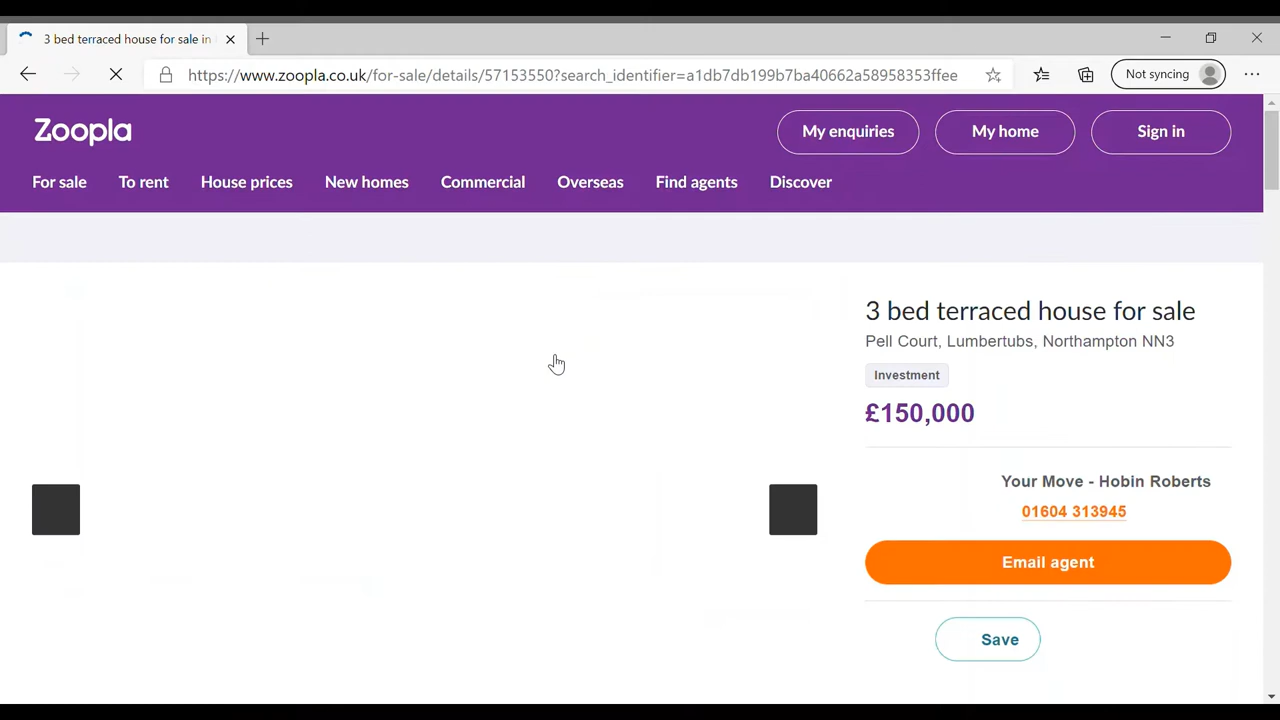 3 bed terraced house for sale in
Not syncing
https://www.zoopla.co.uk/for-sale/details/57153550?search_identifier=a1db7db199b7ba40662a58958353ffee
Zoopla
My enquiries
My home
Sign in
For sale
To rent
House prices
New homes
Commercial
Overseas
Find agents
Discover
3 bed terraced house for sale
Pell Court, Lumbertubs, Northampton NN3
Investment
£150,000
Your Move - Hobin Roberts
01604 313945
Email agent
Save